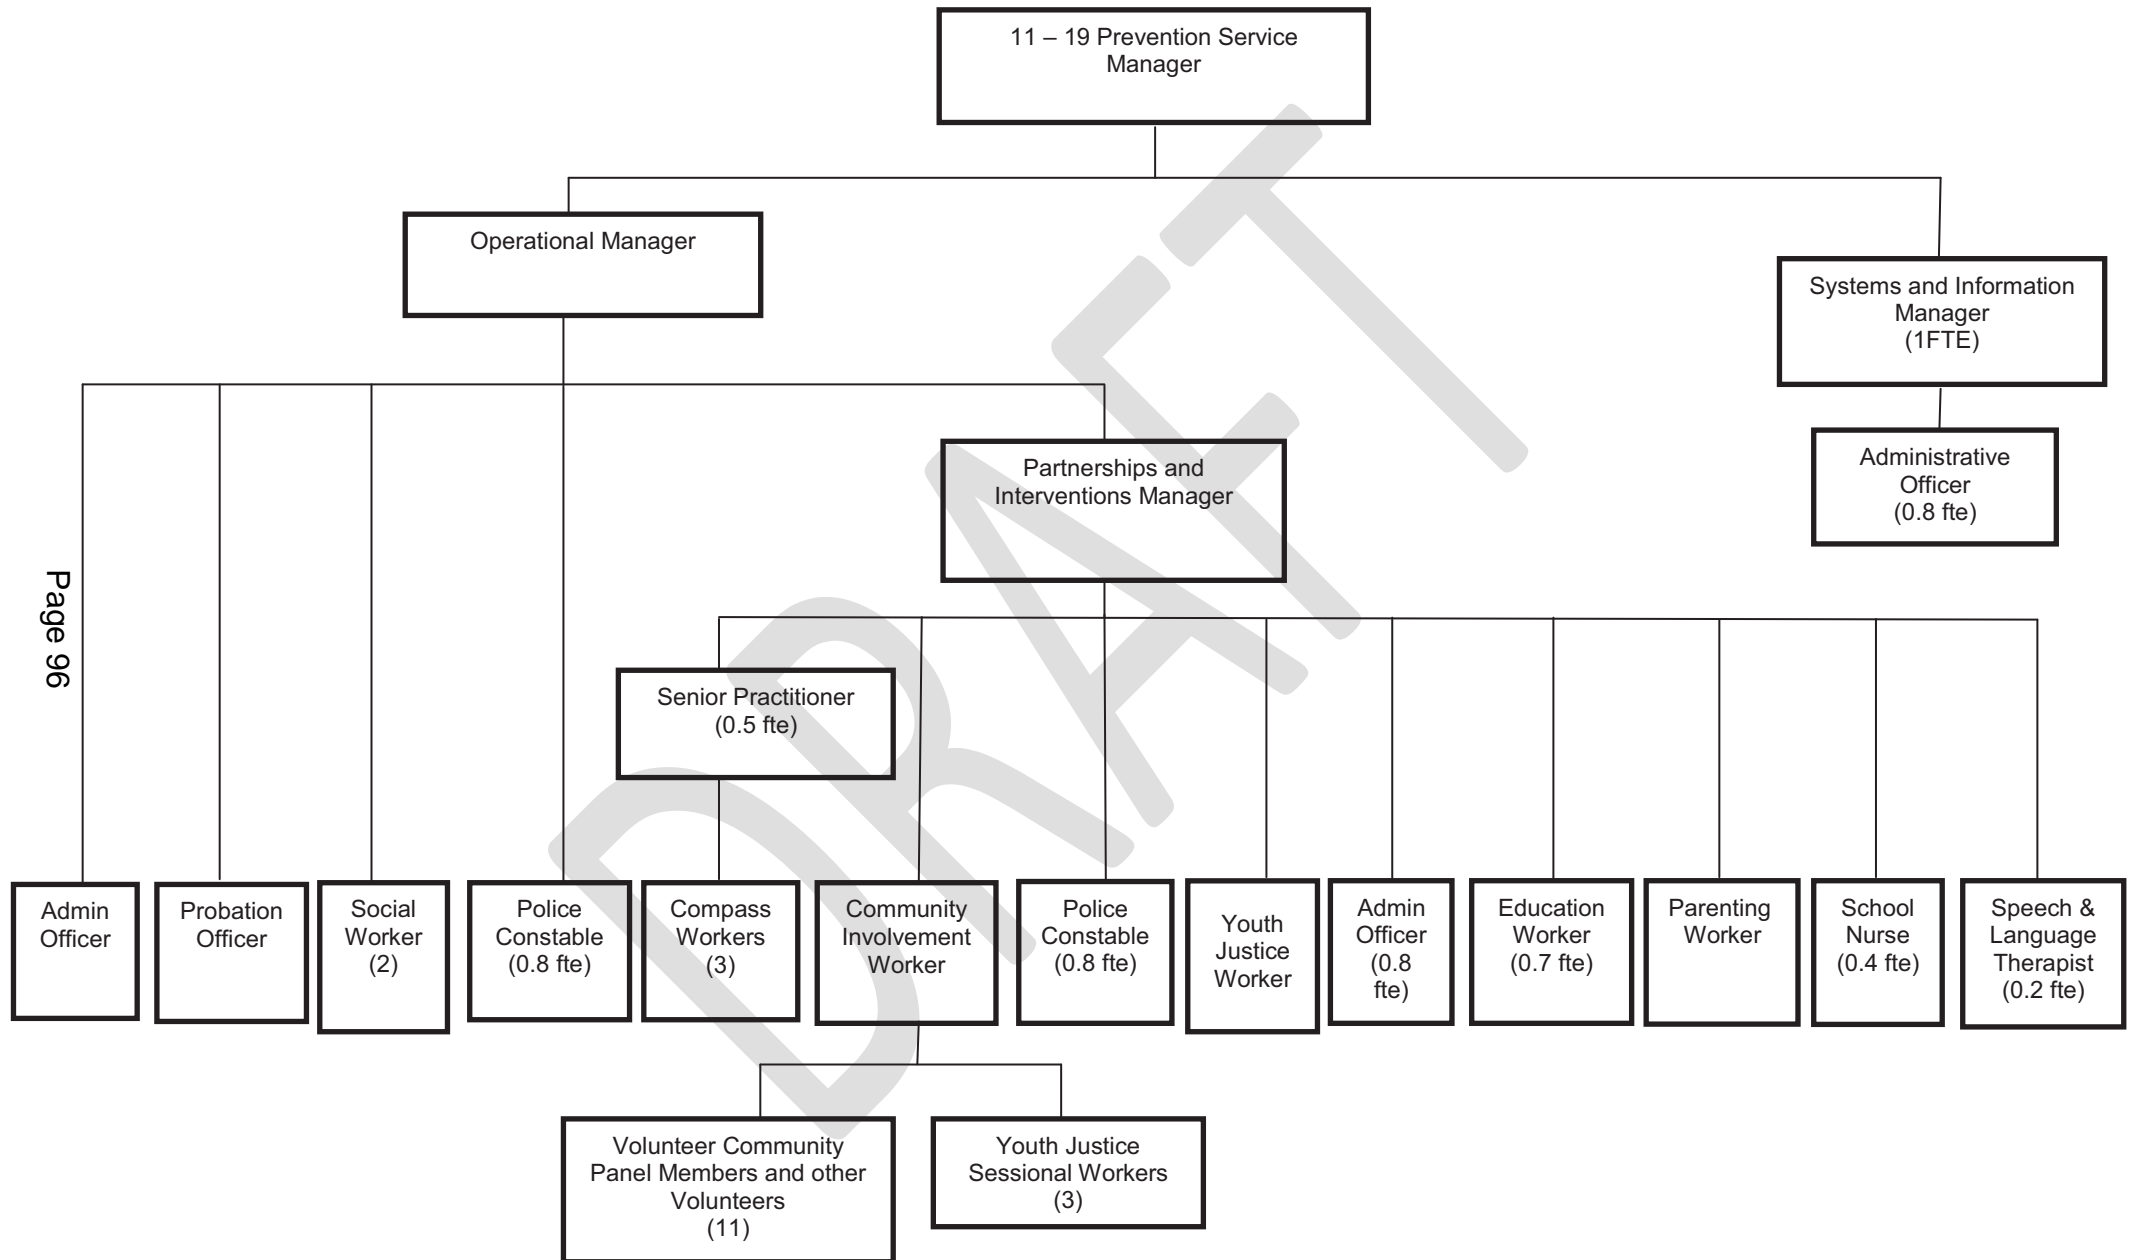 11 – 19 Prevention Service
Manager
Operational Manager
Systems and Information
Manager
(1FTE)
Partnerships and
Interventions Manager
Administrative
Officer
(0.8 fte)
Page 96
Senior Practitioner
(0.5 fte)
Admin
Officer
Probation
Officer
Social
Worker
(2)
Police
Constable
(0.8 fte)
Compass
Workers
(3)
Community
Involvement
Worker
Police
Constable
(0.8 fte)
Youth
Justice
Worker
Admin
Officer
(0.8
fte)
Education
Worker
(0.7 fte)
Parenting
Worker
School
Nurse
(0.4 fte)
Speech &
Language
Therapist
(0.2 fte)
Volunteer Community
Panel Members and other
Volunteers
(11)
Youth Justice
Sessional Workers
(3)
DRAFT